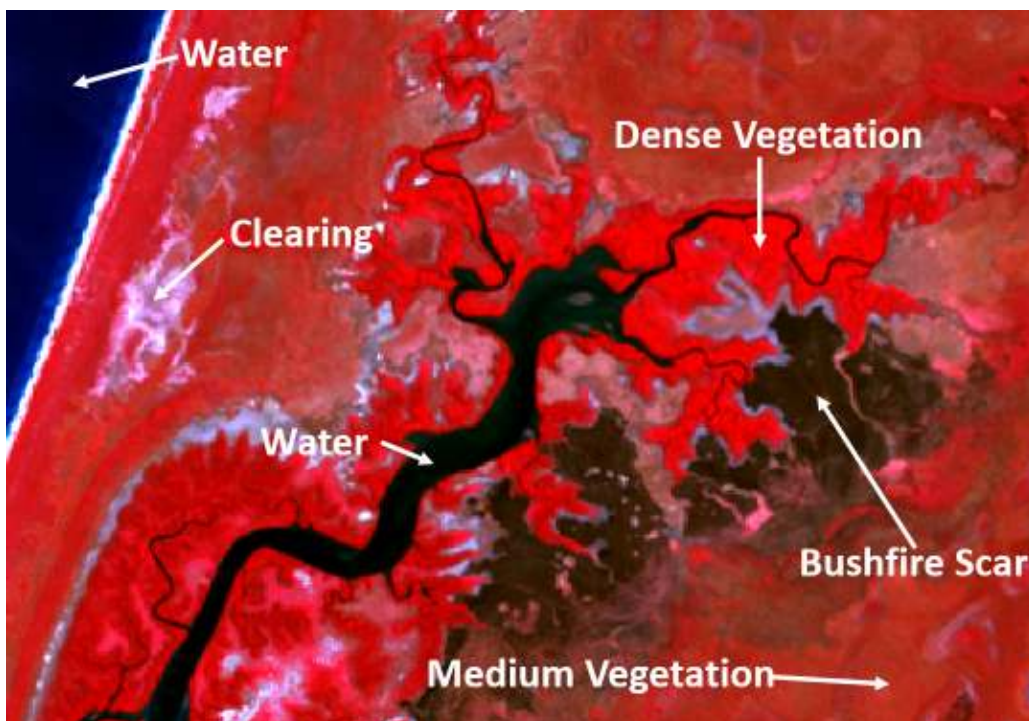 Water
Dense Vegetation
Clearing
Water
Bushfire Scar
Medium Vegetation